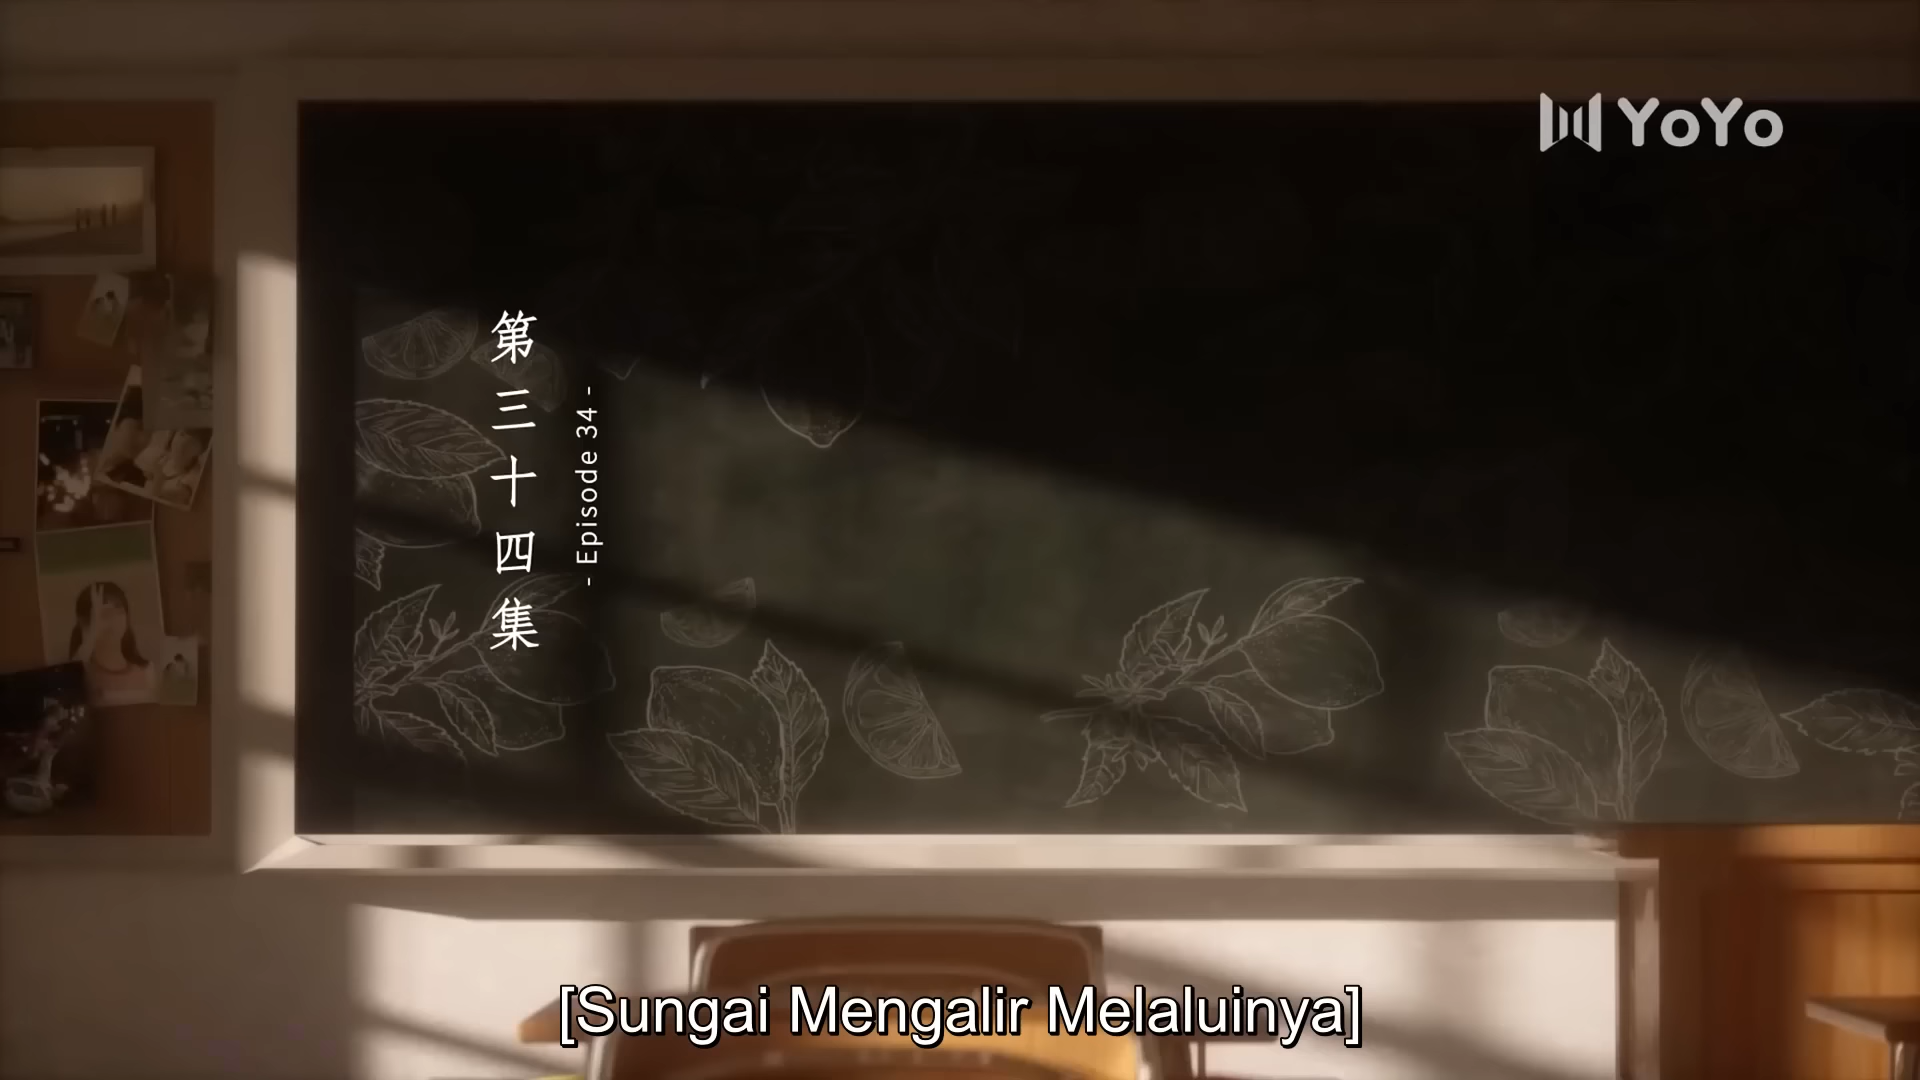 YoYo
第三十四集
- Episode 34 -
[Sungai Mengalir Melaluinya]